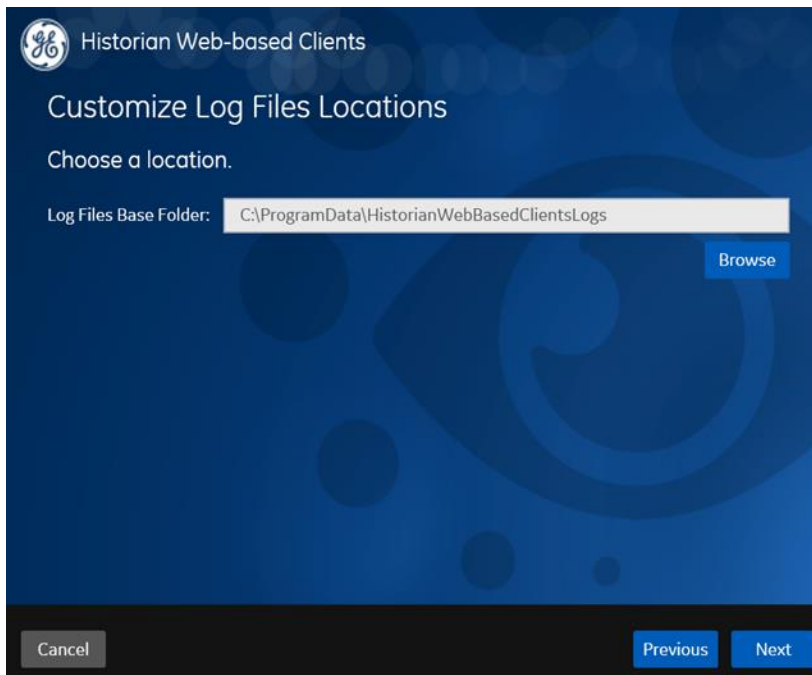 Historian Web-based Clients
Customize Log Files Locations
Choose a location.
Log Files Base Folder: C:\ProgramData\HistorianWebBasedClientsLogs
Browse
Cancel Previous Next